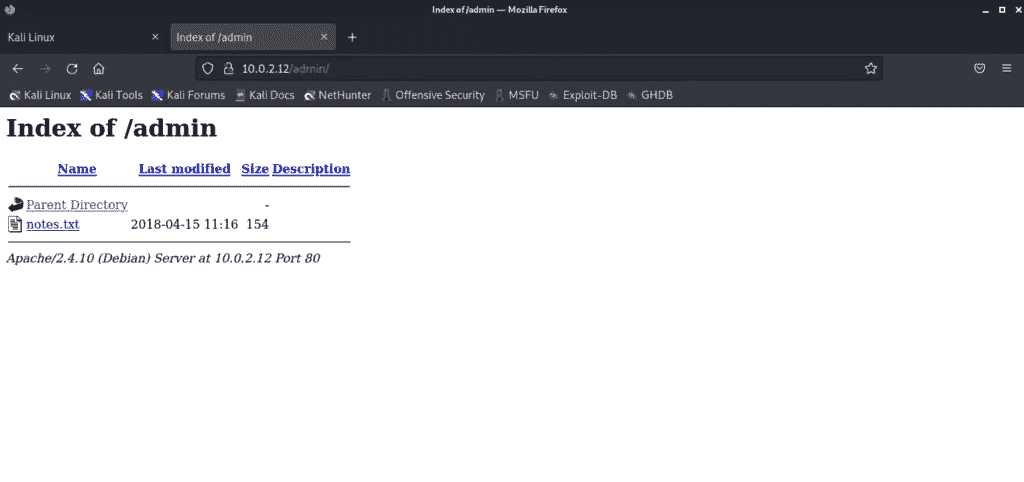 Index of /admin — Mozilla Firefox
Kali Linux × Index of /admin × +
10.0.2.12/admin/
Kali Linux Kali Tools Kali Forums Kali Docs NetHunter Offensive Security MSFU Exploit-DB GHDB
Index of /admin
Name Last modified Size Description
Parent Directory -
notes.txt 2018-04-15 11:16 154
Apache/2.4.10 (Debian) Server at 10.0.2.12 Port 80